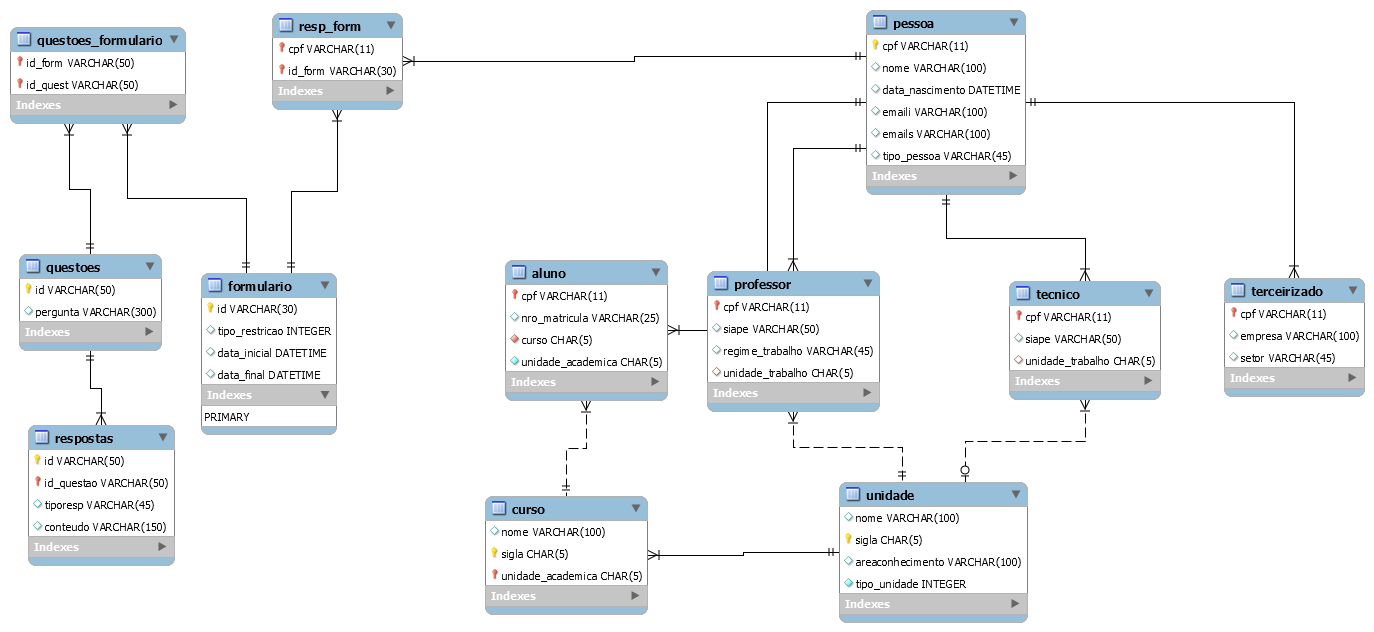 questoes_formulario
id_form VARCHAR(50)
id_quest VARCHAR(50)
Indexes
resp_form
cpf VARCHAR(11)
id_form VARCHAR(30)
Indexes
pessoa
cpf VARCHAR(11)
nome VARCHAR(100)
data_nascimento DATETIME
emaili VARCHAR(100)
emails VARCHAR(100)
tipo_pessoa VARCHAR(45)
Indexes
questoes
id VARCHAR(50)
pergunta VARCHAR(300)
Indexes
formulario
id VARCHAR(30)
tipo_restricao INTEGER
data_inicial DATETIME
data_final DATETIME
Indexes
PRIMARY
aluno
cpf VARCHAR(11)
nro_matricula VARCHAR(25)
curso CHAR(5)
unidade_academica CHAR(5)
Indexes
professor
cpf VARCHAR(11)
siape VARCHAR(50)
regime_trabalho VARCHAR(45)
unidade_trabalho CHAR(5)
Indexes
tecnico
cpf VARCHAR(11)
siape VARCHAR(50)
unidade_trabalho CHAR(5)
Indexes
terceirizado
cpf VARCHAR(11)
empresa VARCHAR(100)
setor VARCHAR(45)
Indexes
respostas
id VARCHAR(50)
id_questao VARCHAR(50)
tiporesp VARCHAR(45)
conteudo VARCHAR(150)
Indexes
curso
nome VARCHAR(100)
sigla CHAR(5)
unidade_academica CHAR(5)
Indexes
unidade
nome VARCHAR(100)
sigla CHAR(5)
areaconhecimento VARCHAR(100)
tipo_unidade INTEGER
Indexes